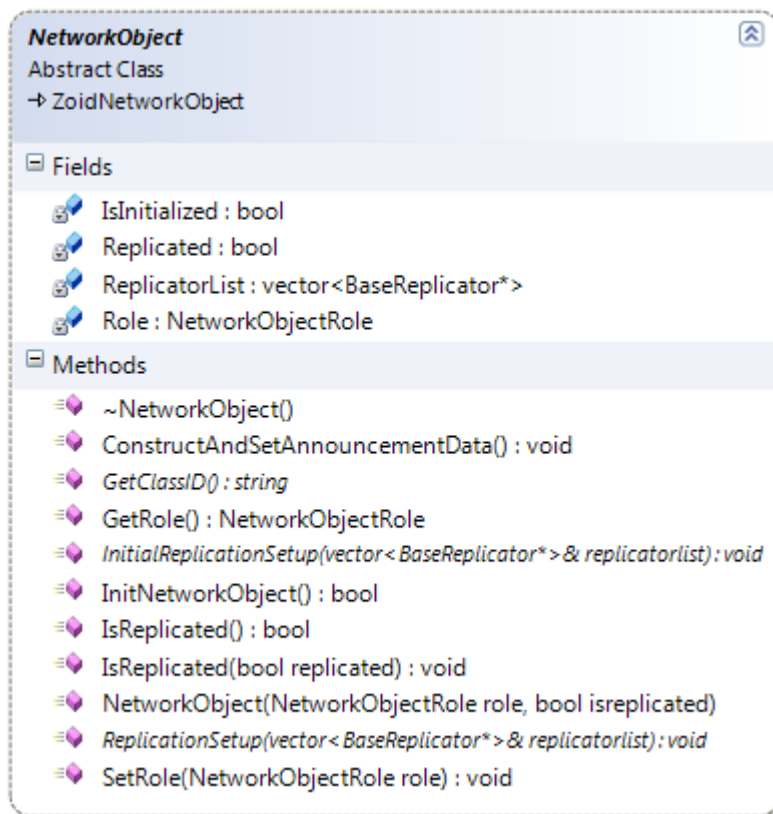 NetworkObject
Abstract Class
ZoidNetworkObject
Fields
IsInitialized : bool
Replicated : bool
ReplicatorList : vector<BaseReplicator*>
Role : NetworkObjectRole
Methods
~NetworkObject()
ConstructAndSetAnnouncementData() : void
GetClassID() : string
GetRole() : NetworkObjectRole
InitialReplicationSetup(vector<BaseReplicator*>& replicatorlist) : void
InitNetworkObject() : bool
IsReplicated() : bool
IsReplicated(bool replicated) : void
NetworkObject(NetworkObjectRole role, bool isreplicated)
ReplicationSetup(vector<BaseReplicator*>& replicatorlist) : void
SetRole(NetworkObjectRole role) : void